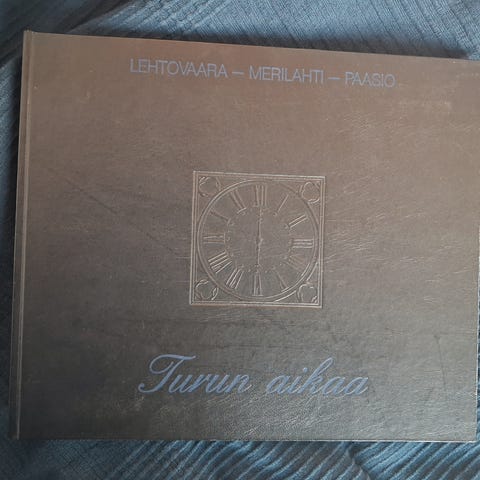 LEHTOVAARA – MERILAHTI – PAASIO
Turun aikaa